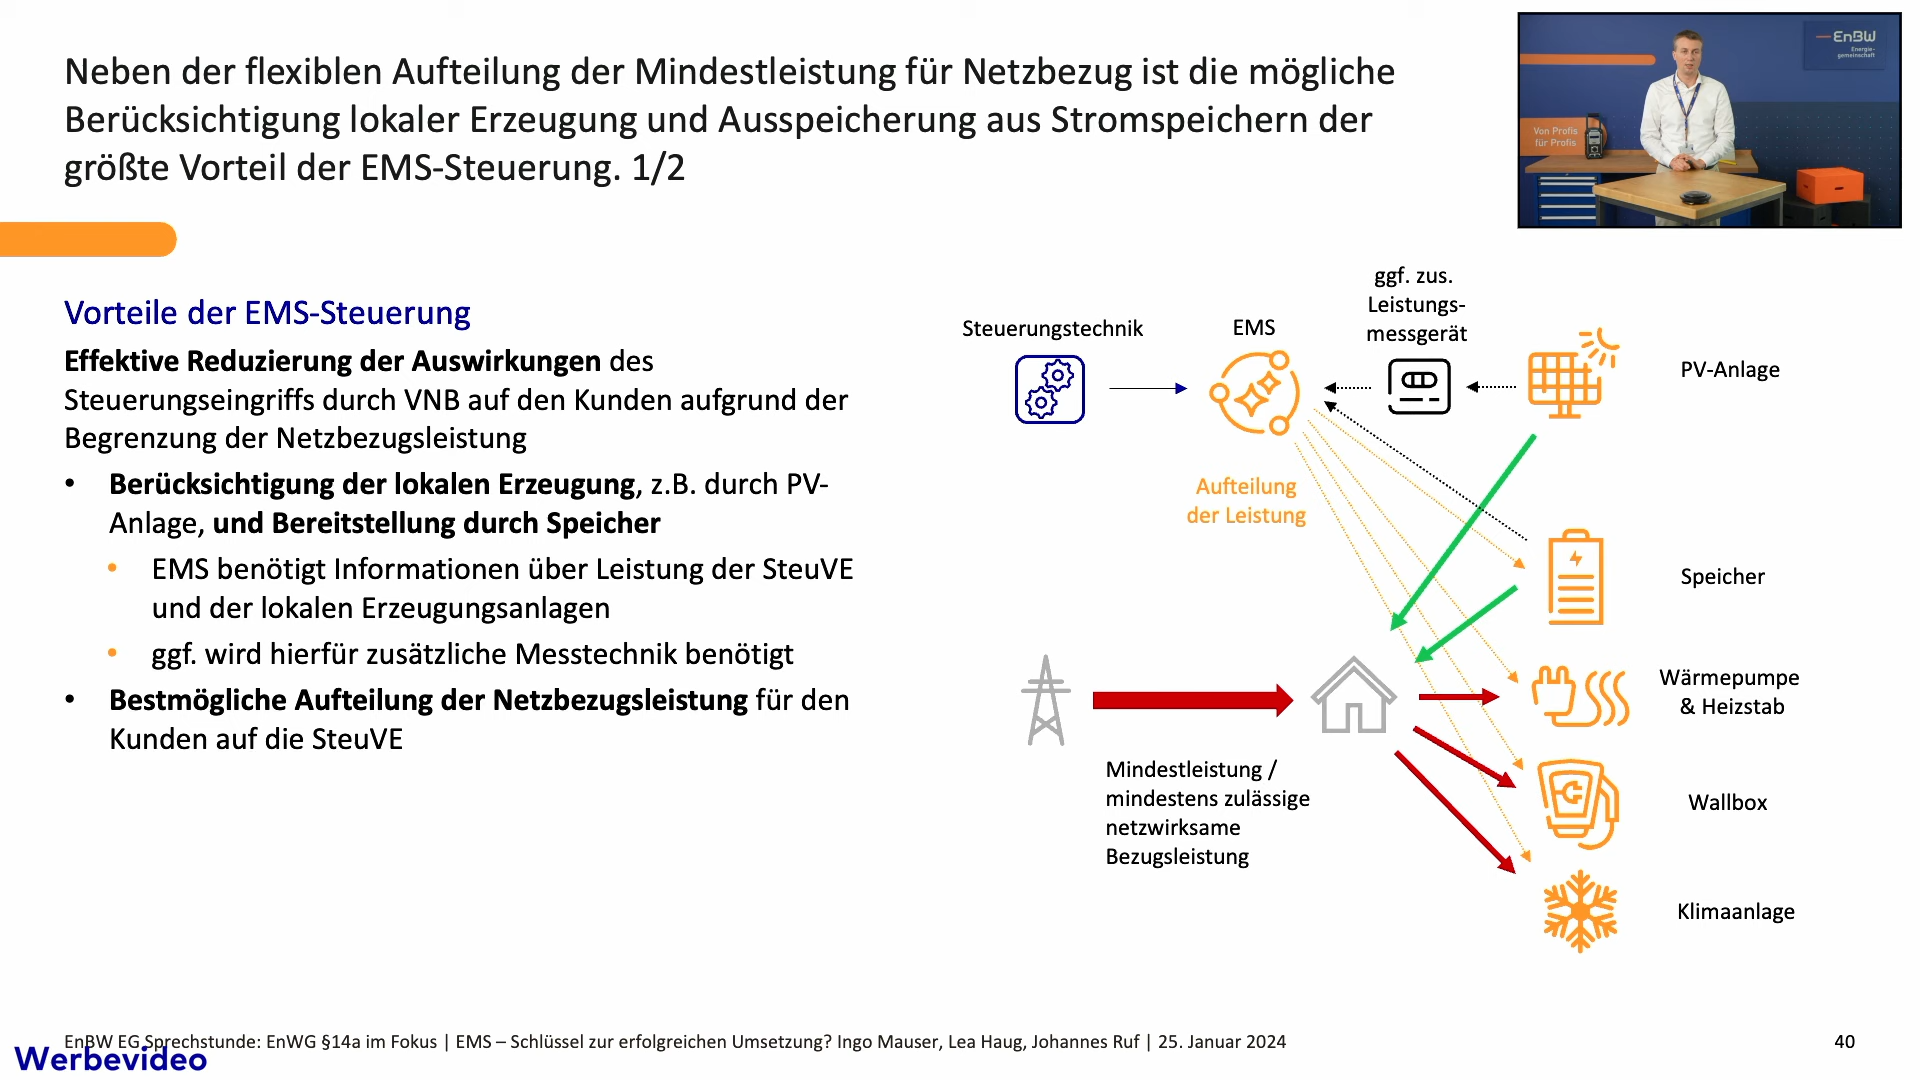 Neben der flexiblen Aufteilung der Mindestleistung für Netzbezug ist die mögliche
Berücksichtigung lokaler Erzeugung und Ausspeicherung aus Stromspeichern der
größte Vorteil der EMS-Steuerung. 1/2
EnBW
Energie-
gemeinschaft
Von Profis
für Profis
Vorteile der EMS-Steuerung
Effektive Reduzierung der Auswirkungen des
Steuerungseingriffs durch VNB auf den Kunden aufgrund der
Begrenzung der Netzbezugsleistung
• Berücksichtigung der lokalen Erzeugung, z.B. durch PV-
Anlage, und Bereitstellung durch Speicher
• EMS benötigt Informationen über Leistung der SteuVE
und der lokalen Erzeugungsanlagen
• ggf. wird hierfür zusätzliche Messtechnik benötigt
• Bestmögliche Aufteilung der Netzbezugsleistung für den
Kunden auf die SteuVE
Steuerungstechnik
EMS
ggf. zus.
Leistungs-
messgerät
PV-Anlage
Aufteilung
der Leistung
Speicher
Wärmepumpe
& Heizstab
Mindestleistung /
mindestens zulässige
netzwirksame
Bezugsleistung
Wallbox
Klimaanlage
EnBW EG Sprechstunde: EnWG §14a im Fokus | EMS – Schlüssel zur erfolgreichen Umsetzung? Ingo Mauser, Lea Haug, Johannes Ruf | 25. Januar 2024
40
Werbevideo